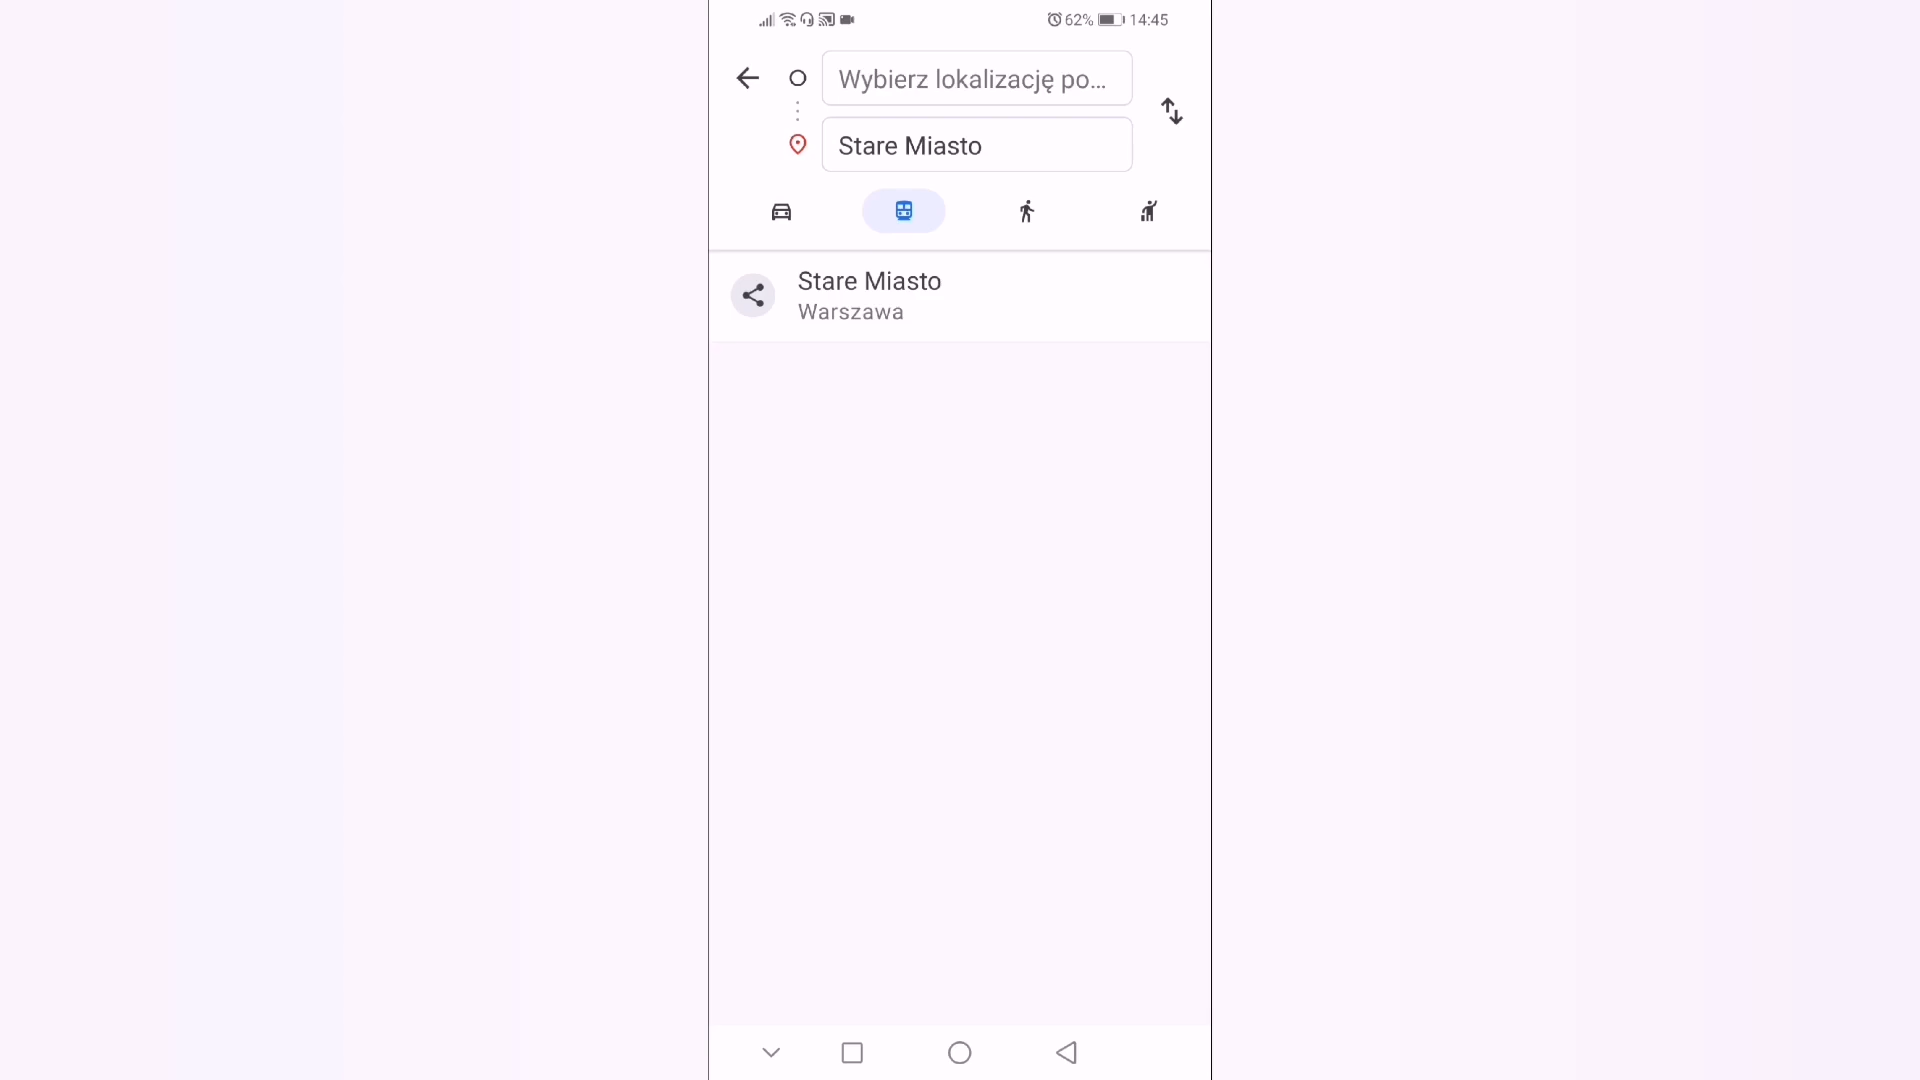 62% 14:45
Wybierz lokalizację po...
Stare Miasto
Stare Miasto
Warszawa